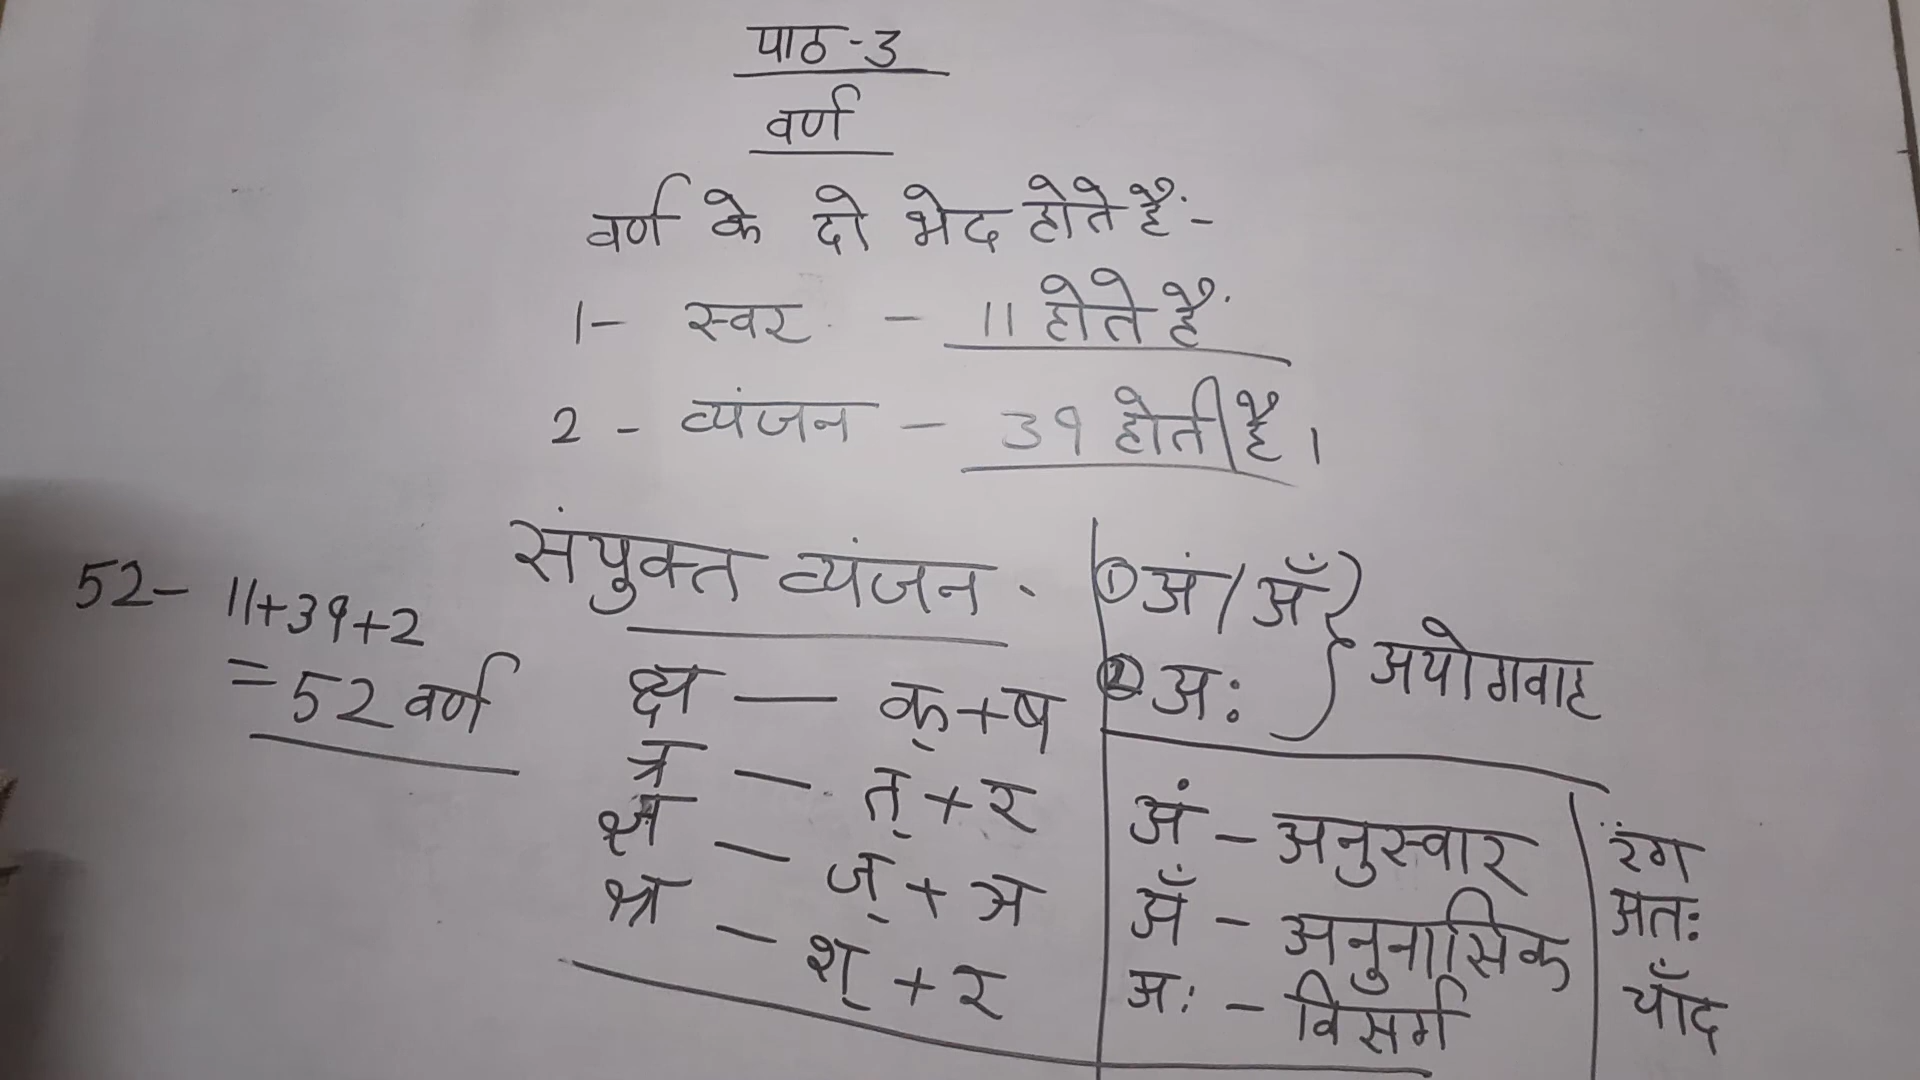 पाठ-3
वर्ण
वर्ण के दो भेद होते हैं-
1- स्वर - 11 होते हैं
2 - व्यंजन - 39 होती है।
52- 11+39+2
= 52 वर्ण
संयुक्त व्यंजन -
क्ष — क्+ष
त्र — त्+र
ज्ञ — ज्+ञ
श्र — श्+र
① अं / अँ } अयोगवाह
② अः
अं - अनुस्वार
अँ - अनुनासिक
अः - विसर्ग
रंग
अतः
चाँद